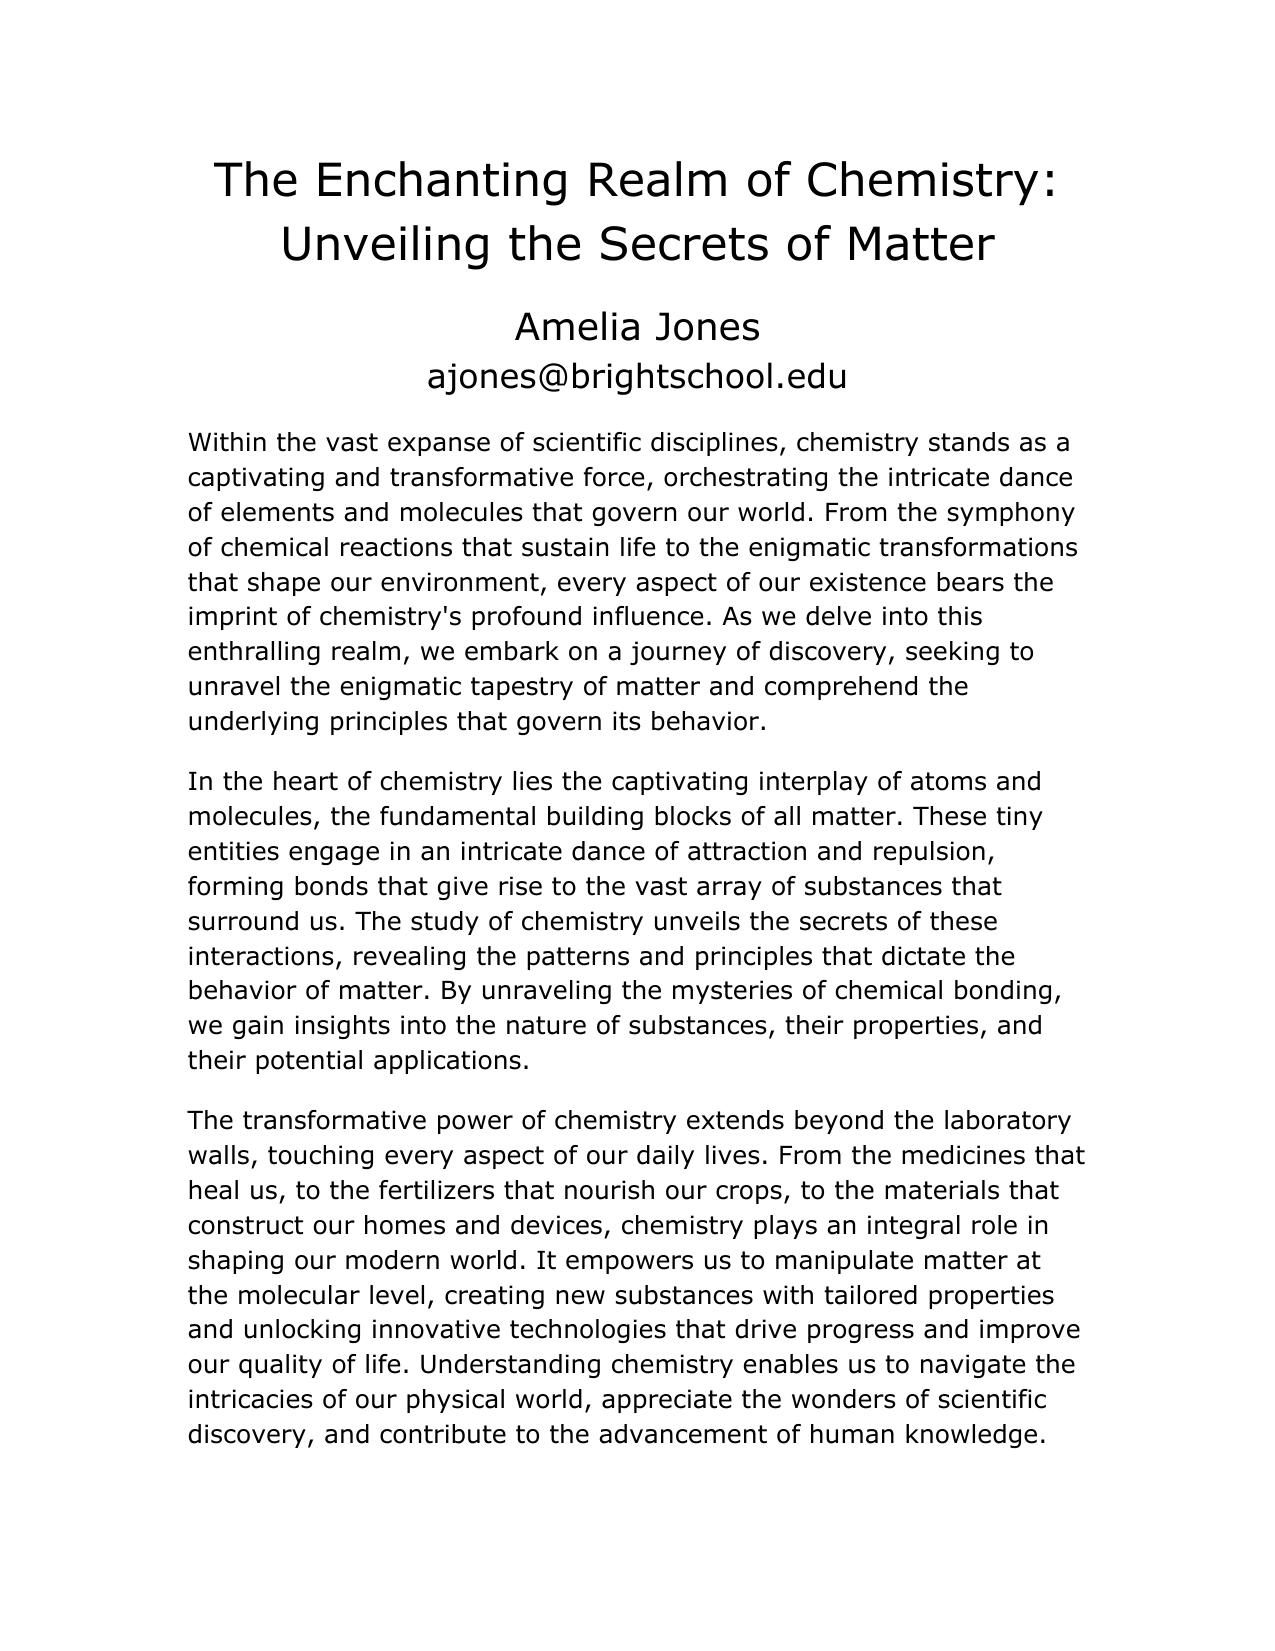 The Enchanting Realm of Chemistry:
Unveiling the Secrets of Matter
Amelia Jones
ajones@brightschool.edu
Within the vast expanse of scientific disciplines, chemistry stands as a
captivating and transformative force, orchestrating the intricate dance
of elements and molecules that govern our world. From the symphony
of chemical reactions that sustain life to the enigmatic transformations
that shape our environment, every aspect of our existence bears the
imprint of chemistry's profound influence. As we delve into this
enthralling realm, we embark on a journey of discovery, seeking to
unravel the enigmatic tapestry of matter and comprehend the
underlying principles that govern its behavior.
In the heart of chemistry lies the captivating interplay of atoms and
molecules, the fundamental building blocks of all matter. These tiny
entities engage in an intricate dance of attraction and repulsion,
forming bonds that give rise to the vast array of substances that
surround us. The study of chemistry unveils the secrets of these
interactions, revealing the patterns and principles that dictate the
behavior of matter. By unraveling the mysteries of chemical bonding,
we gain insights into the nature of substances, their properties, and
their potential applications.
The transformative power of chemistry extends beyond the laboratory
walls, touching every aspect of our daily lives. From the medicines that
heal us, to the fertilizers that nourish our crops, to the materials that
construct our homes and devices, chemistry plays an integral role in
shaping our modern world. It empowers us to manipulate matter at
the molecular level, creating new substances with tailored properties
and unlocking innovative technologies that drive progress and improve
our quality of life. Understanding chemistry enables us to navigate the
intricacies of our physical world, appreciate the wonders of scientific
discovery, and contribute to the advancement of human knowledge.